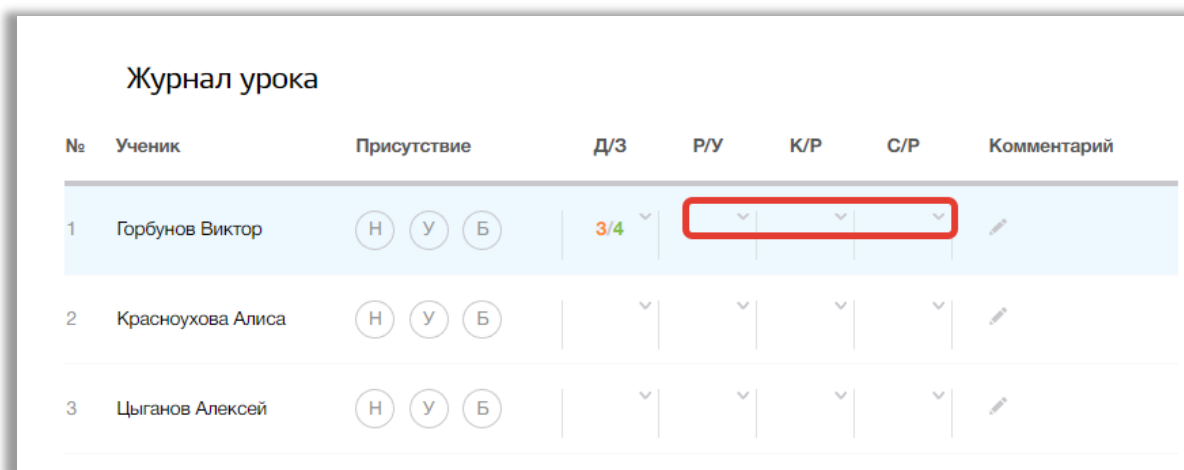 Журнал урока
№ Ученик Присутствие Д/З Р/У К/Р С/Р Комментарий
1 Горбунов Виктор Н У Б 3/4
2 Красноухова Алиса Н У Б
3 Цыганов Алексей Н У Б